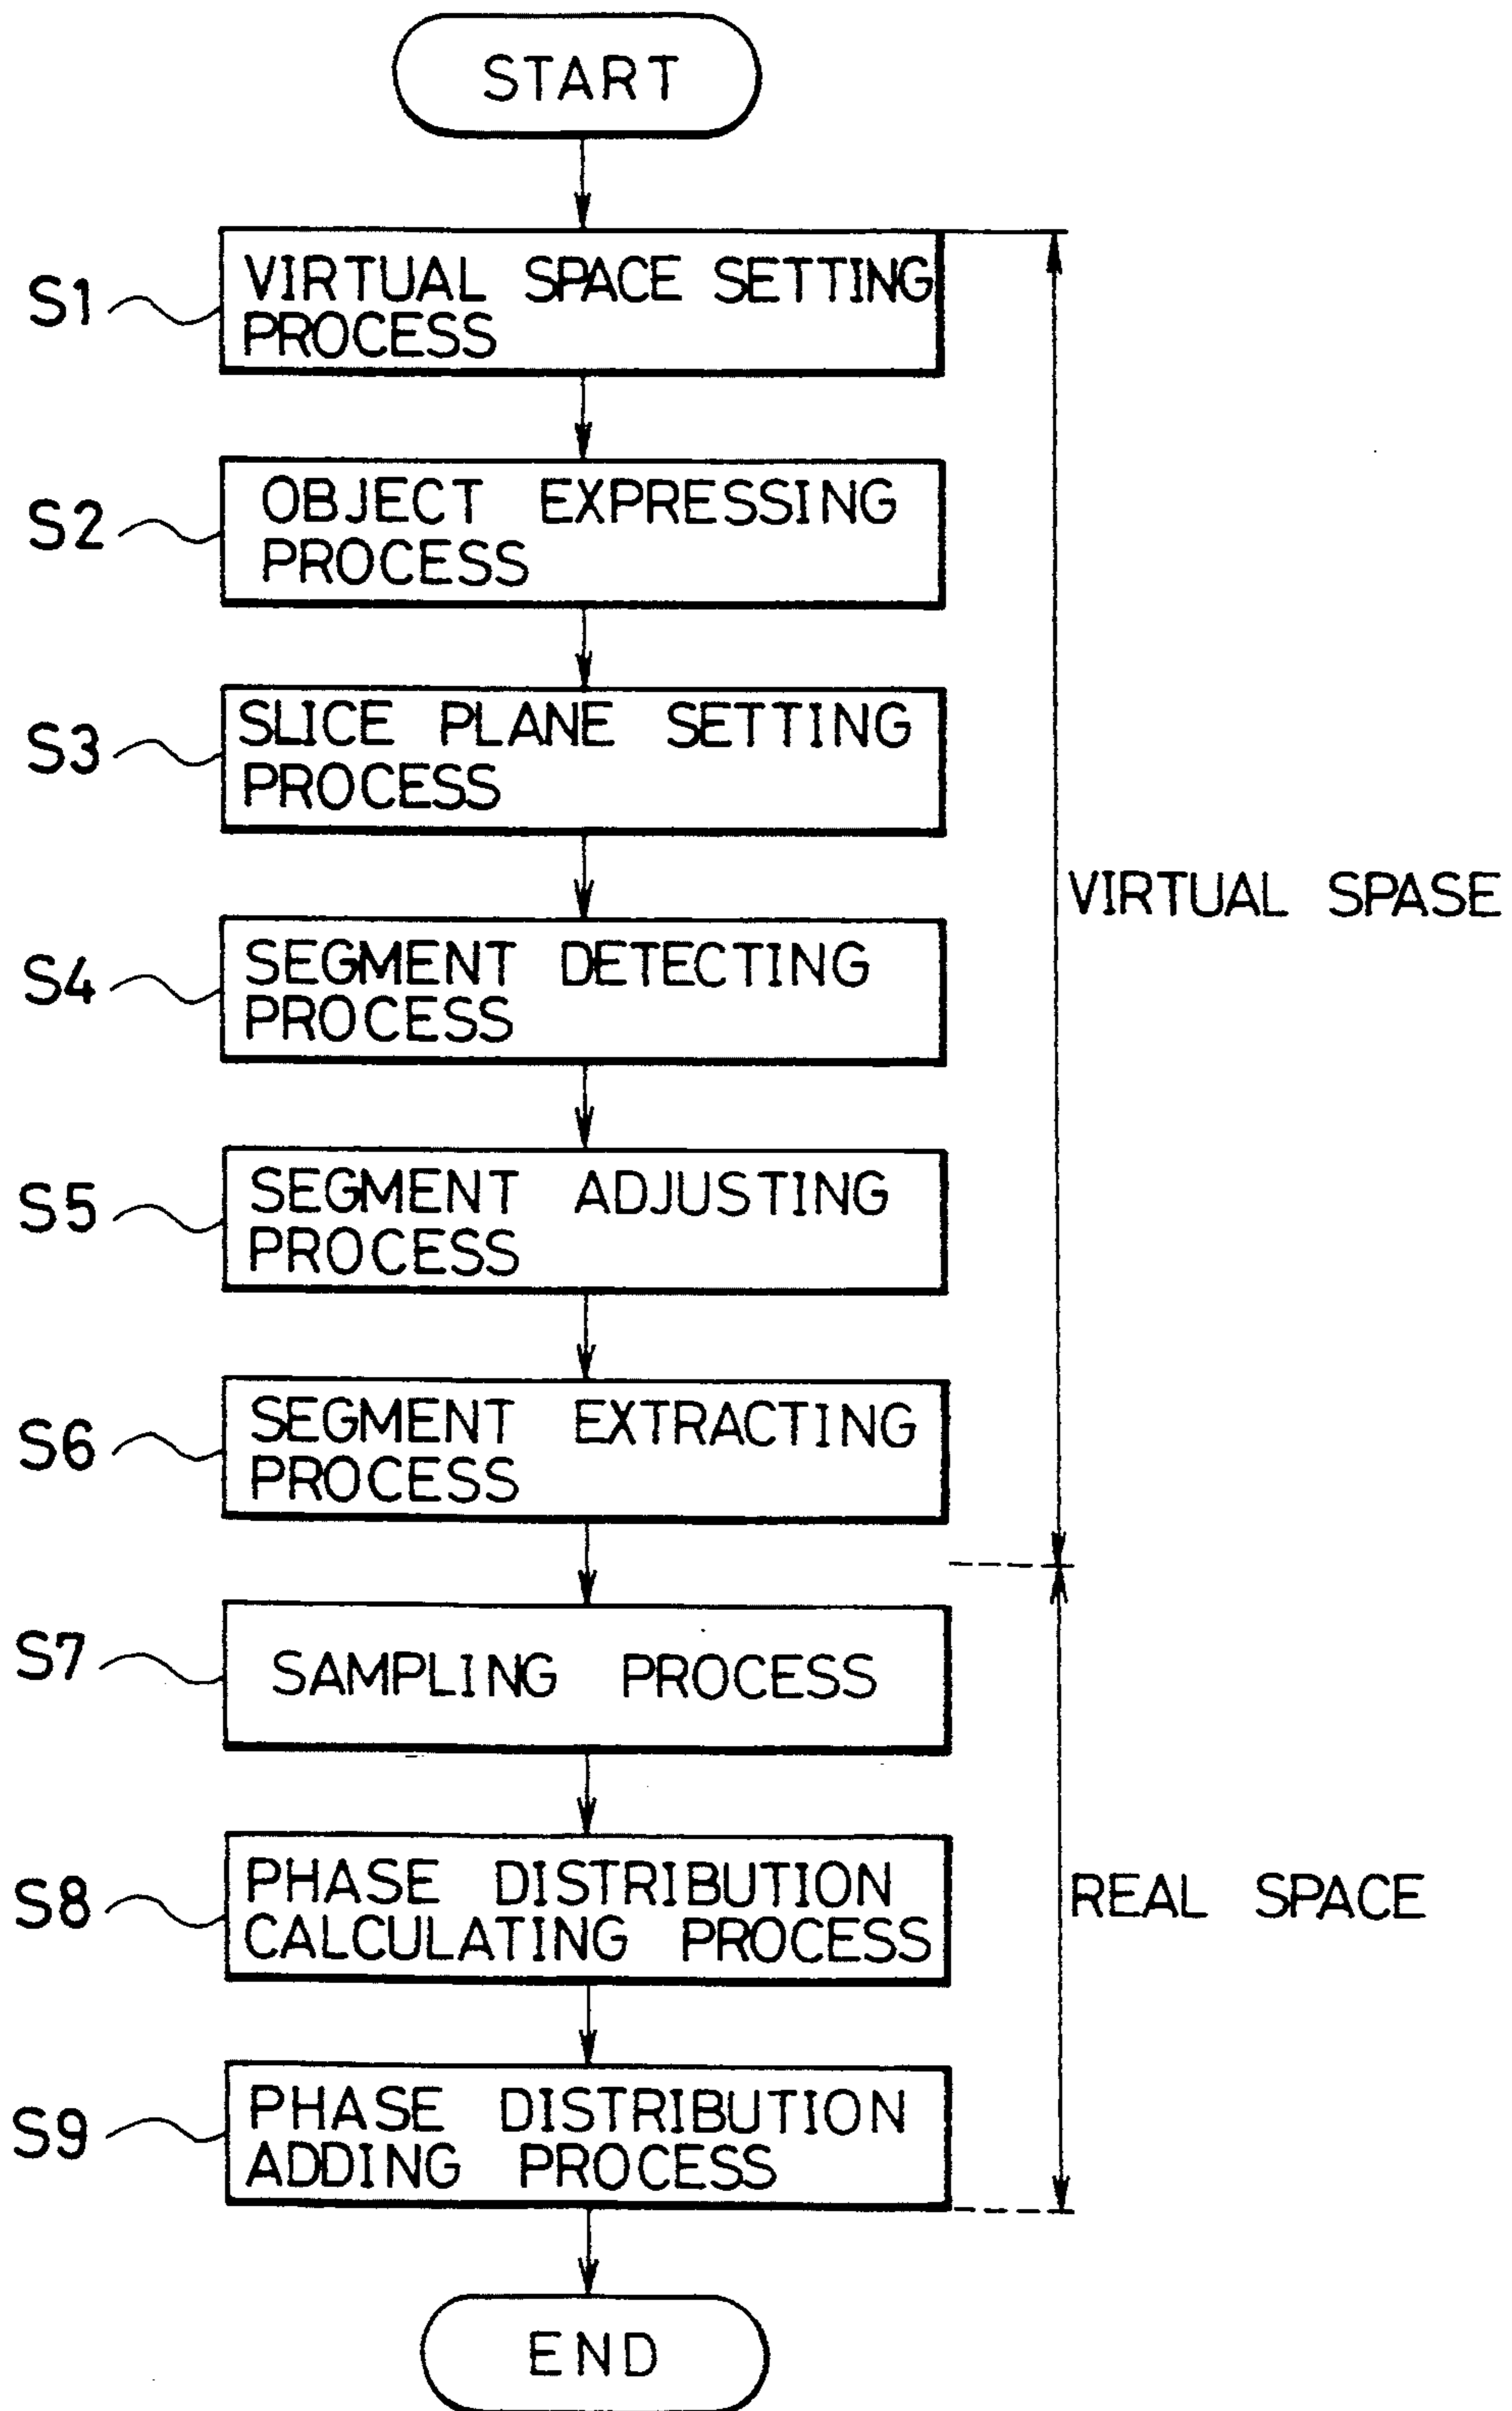 START
S1
VIRTUAL SPACE SETTING
PROCESS
S2
OBJECT EXPRESSING
PROCESS
S3
SLICE PLANE SETTING
PROCESS
VIRTUAL SPASE
S4
SEGMENT DETECTING
PROCESS
S5
SEGMENT ADJUSTING
PROCESS
S6
SEGMENT EXTRACTING
PROCESS
S7
SAMPLING PROCESS
S8
PHASE DISTRIBUTION
CALCULATING PROCESS
REAL SPACE
S9
PHASE DISTRIBUTION
ADDING PROCESS
END